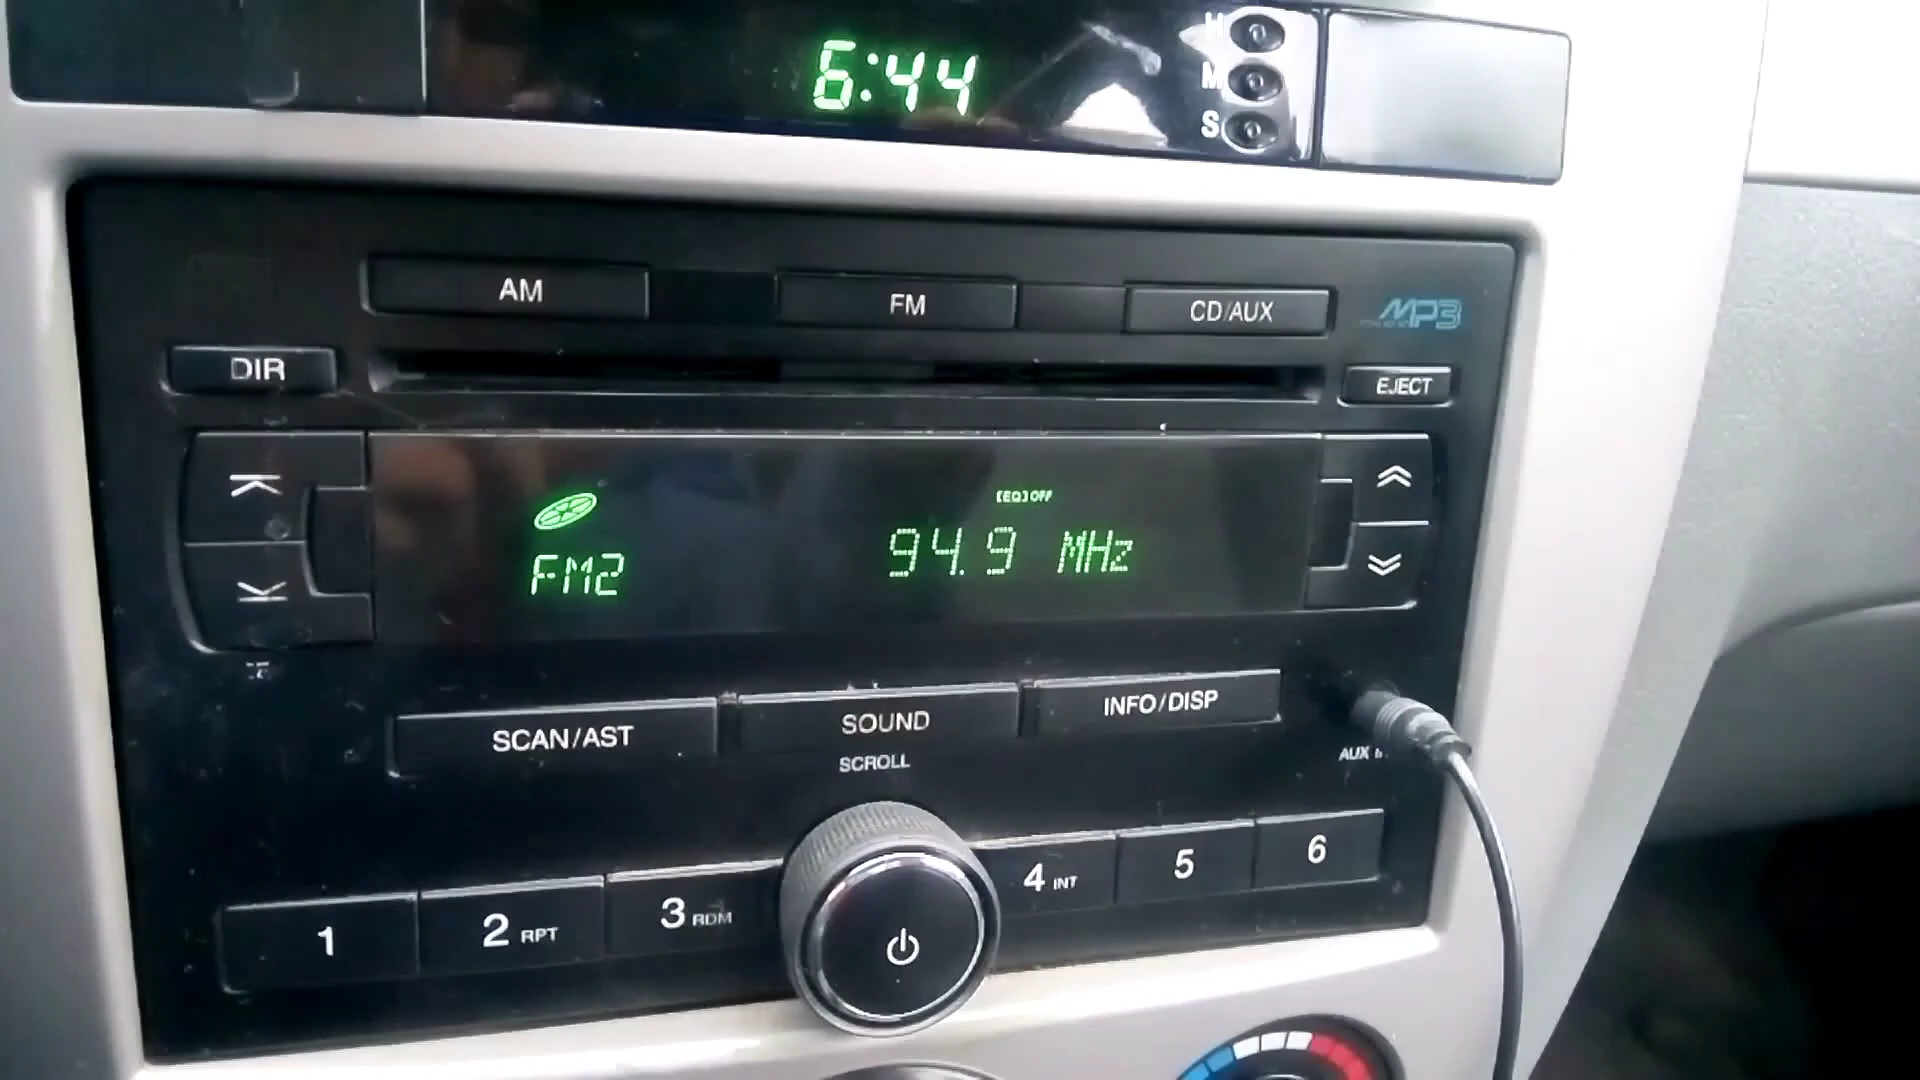 6:44
H
M
S
AM
FM
CD/AUX
MP3
DIR
EJECT
[EQ] OFF
FM2
94.9 MHz
SCAN/AST
SOUND
INFO/DISP
SCROLL
AUX
1
2 RPT
3 RDM
4 INT
5
6